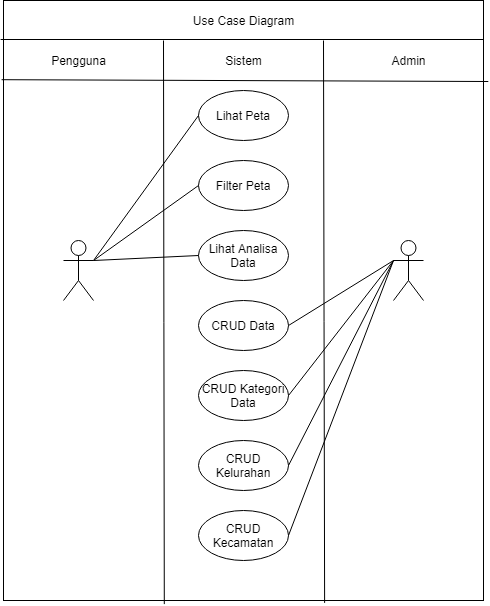 Use Case Diagram
Pengguna
Sistem
Admin
Lihat Peta
Filter Peta
Lihat Analisa
Data
CRUD Data
CRUD Kategori
Data
CRUD
Kelurahan
CRUD
Kecamatan